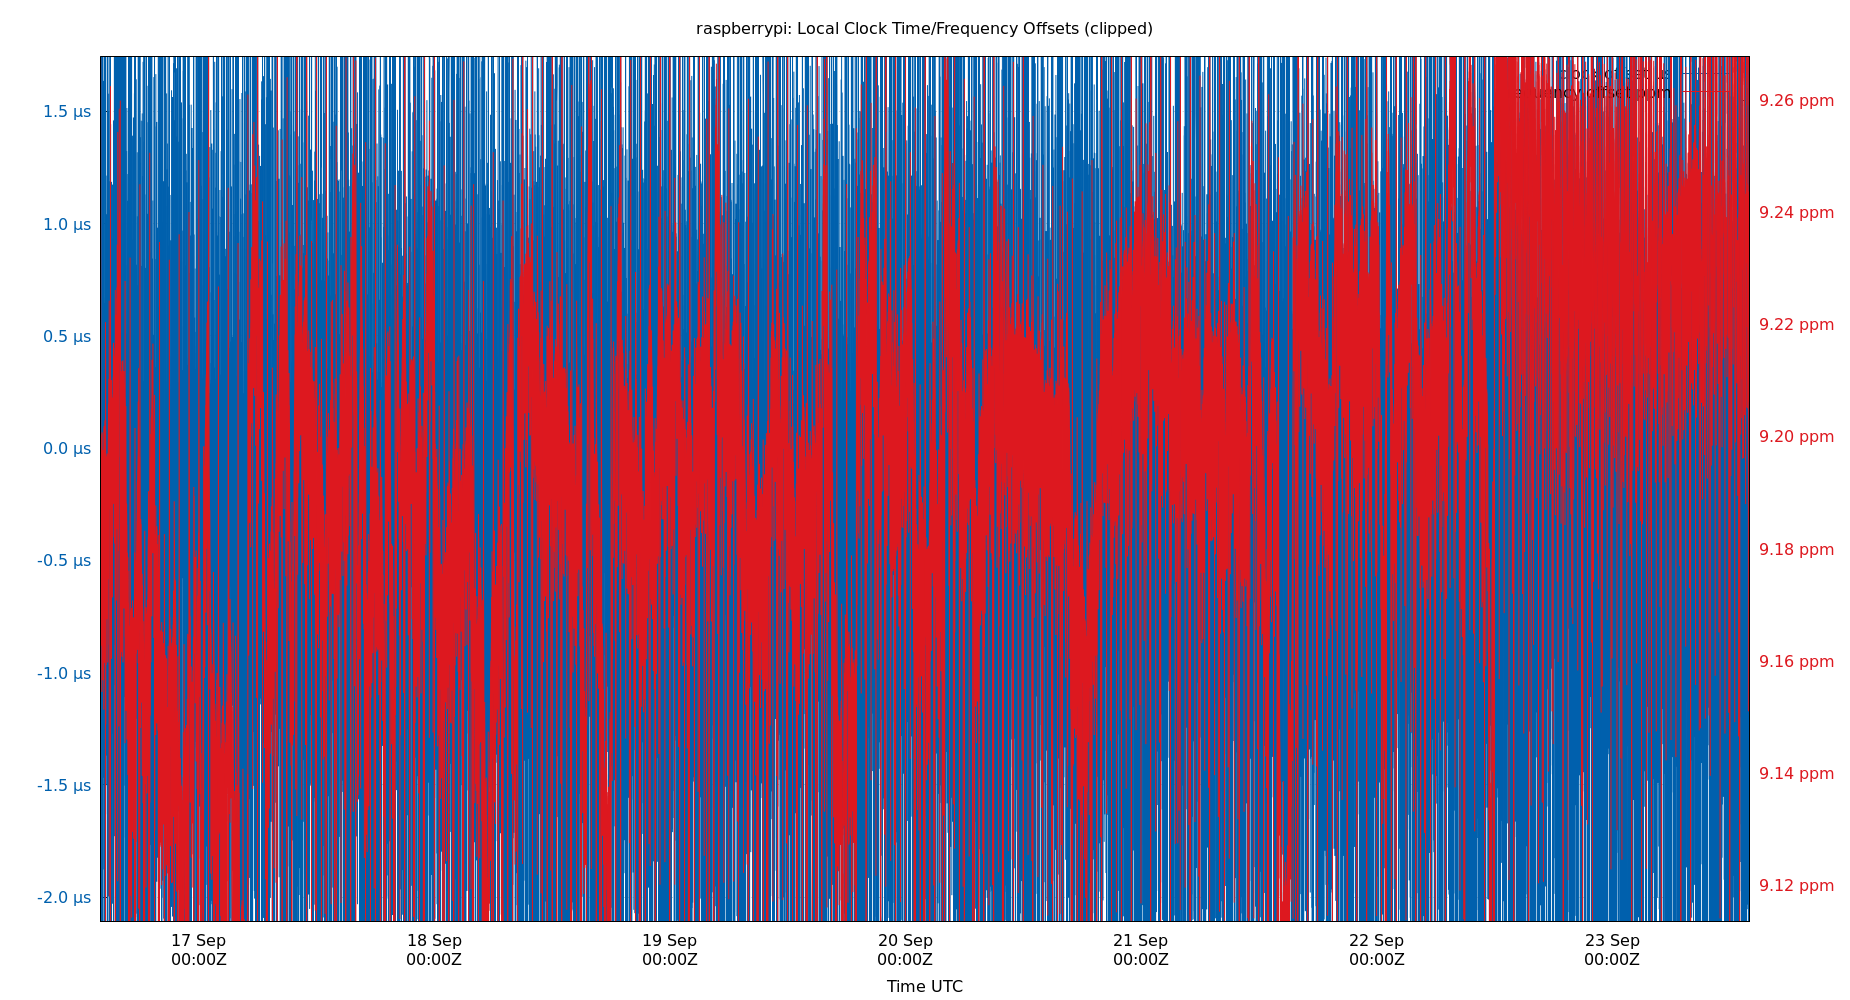 raspberrypi: Local Clock Time/Frequency Offsets (clipped)
1.5 µs
1.0 µs
0.5 µs
0.0 µs
-0.5 µs
-1.0 µs
-1.5 µs
-2.0 µs
9.26 ppm
9.24 ppm
9.22 ppm
9.20 ppm
9.18 ppm
9.16 ppm
9.14 ppm
9.12 ppm
17 Sep 18 Sep 19 Sep 20 Sep 21 Sep 22 Sep 23 Sep
00:00Z 00:00Z 00:00Z 00:00Z 00:00Z 00:00Z 00:00Z
Time UTC